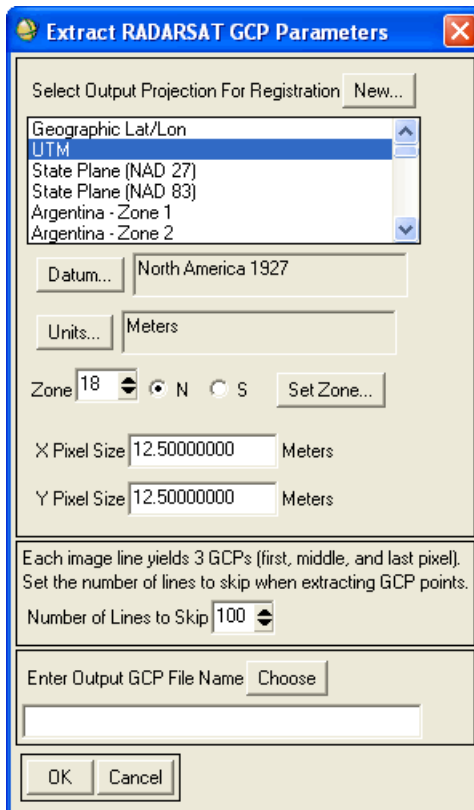 Extract RADARSAT GCP Parameters
Select Output Projection For Registration New...
Geographic Lat/Lon
UTM
State Plane (NAD 27)
State Plane (NAD 83)
Argentina - Zone 1
Argentina - Zone 2
Datum... North America 1927
Units... Meters
Zone 18 N S Set Zone...
X Pixel Size 12.50000000 Meters
Y Pixel Size 12.50000000 Meters
Each image line yields 3 GCPs (first, middle, and last pixel).
Set the number of lines to skip when extracting GCP points.
Number of Lines to Skip 100
Enter Output GCP File Name Choose
OK Cancel